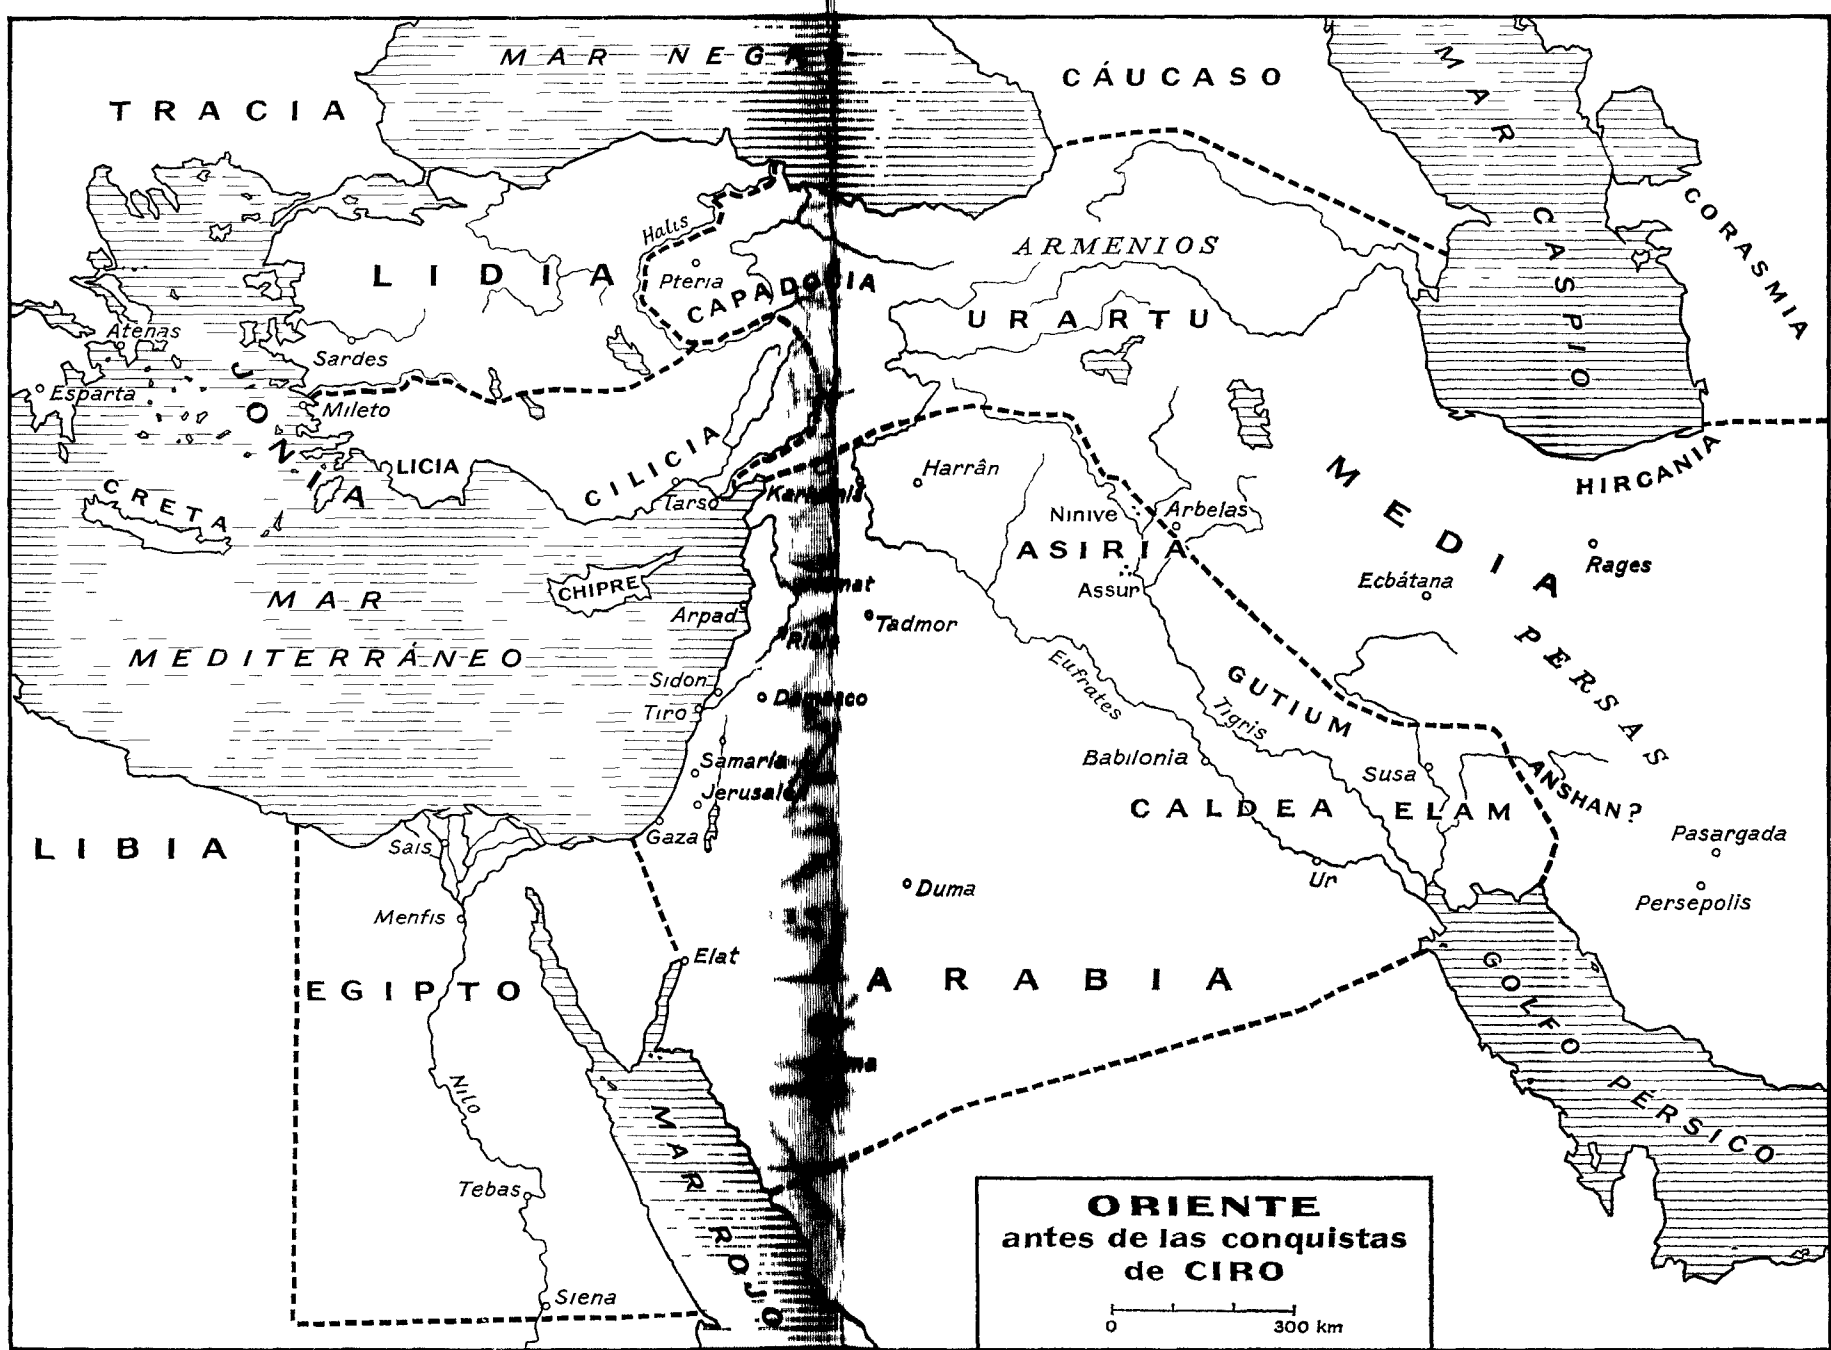 MAR NEGRO
CÁUCASO
MAR CASPIO
TRACIA
CORASMIA
Halis
ARMENIOS
LIDIA
Pteria
CAPADOCIA
URARTU
Atenas
Sardes
Esparta
Mileto
JONIA
LICIA
CILICIA
HIRCANIA
MEDIA
Harrân
CRETA
Tarso
Ninive
Arbelas
ASIRIA
Rages
Ecbátana
CHIPRE
Assur
MAR
MEDITERRÁNEO
Arpad
Tadmor
PERSAS
Eufrates
GUTIUM
Tigris
Sidon
Tiro
Damasco
Babilonia
Susa
Samaria
Jerusalén
ANSHAN?
CALDEA
ELAM
Pasargada
LIBIA
Sais
Gaza
Ur
Duma
Persépolis
Menfis
Elat
EGIPTO
ARABIA
GOLFO PÉRSICO
Nilo
MAR ROJO
Tebas
Siena
ORIENTE
antes de las conquistas
de CIRO
0 300 km